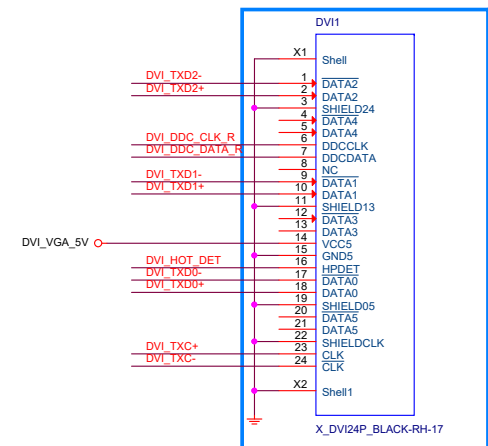 DVI1
X1 Shell
DVI_TXD2- 1 DATA2
DVI_TXD2+ 2 DATA2
3 SHIELD24
4 DATA4
5 DATA4
DVI_DDC_CLK_R 6 DDCCLK
DVI_DDC_DATA_R 7 DDCDATA
8 NC
DVI_TXD1- 9 DATA1
DVI_TXD1+ 10 DATA1
11 SHIELD13
12 DATA3
13 DATA3
DVI_VGA_5V 14 VCC5
15 GND5
DVI_HOT_DET 16 HPDET
DVI_TXD0- 17 DATA0
DVI_TXD0+ 18 DATA0
19 SHIELD05
20 DATA5
21 DATA5
22 SHIELDCLK
DVI_TXC+ 23 CLK
DVI_TXC- 24 CLK
X2 Shell1
X_DVI24P_BLACK-RH-17